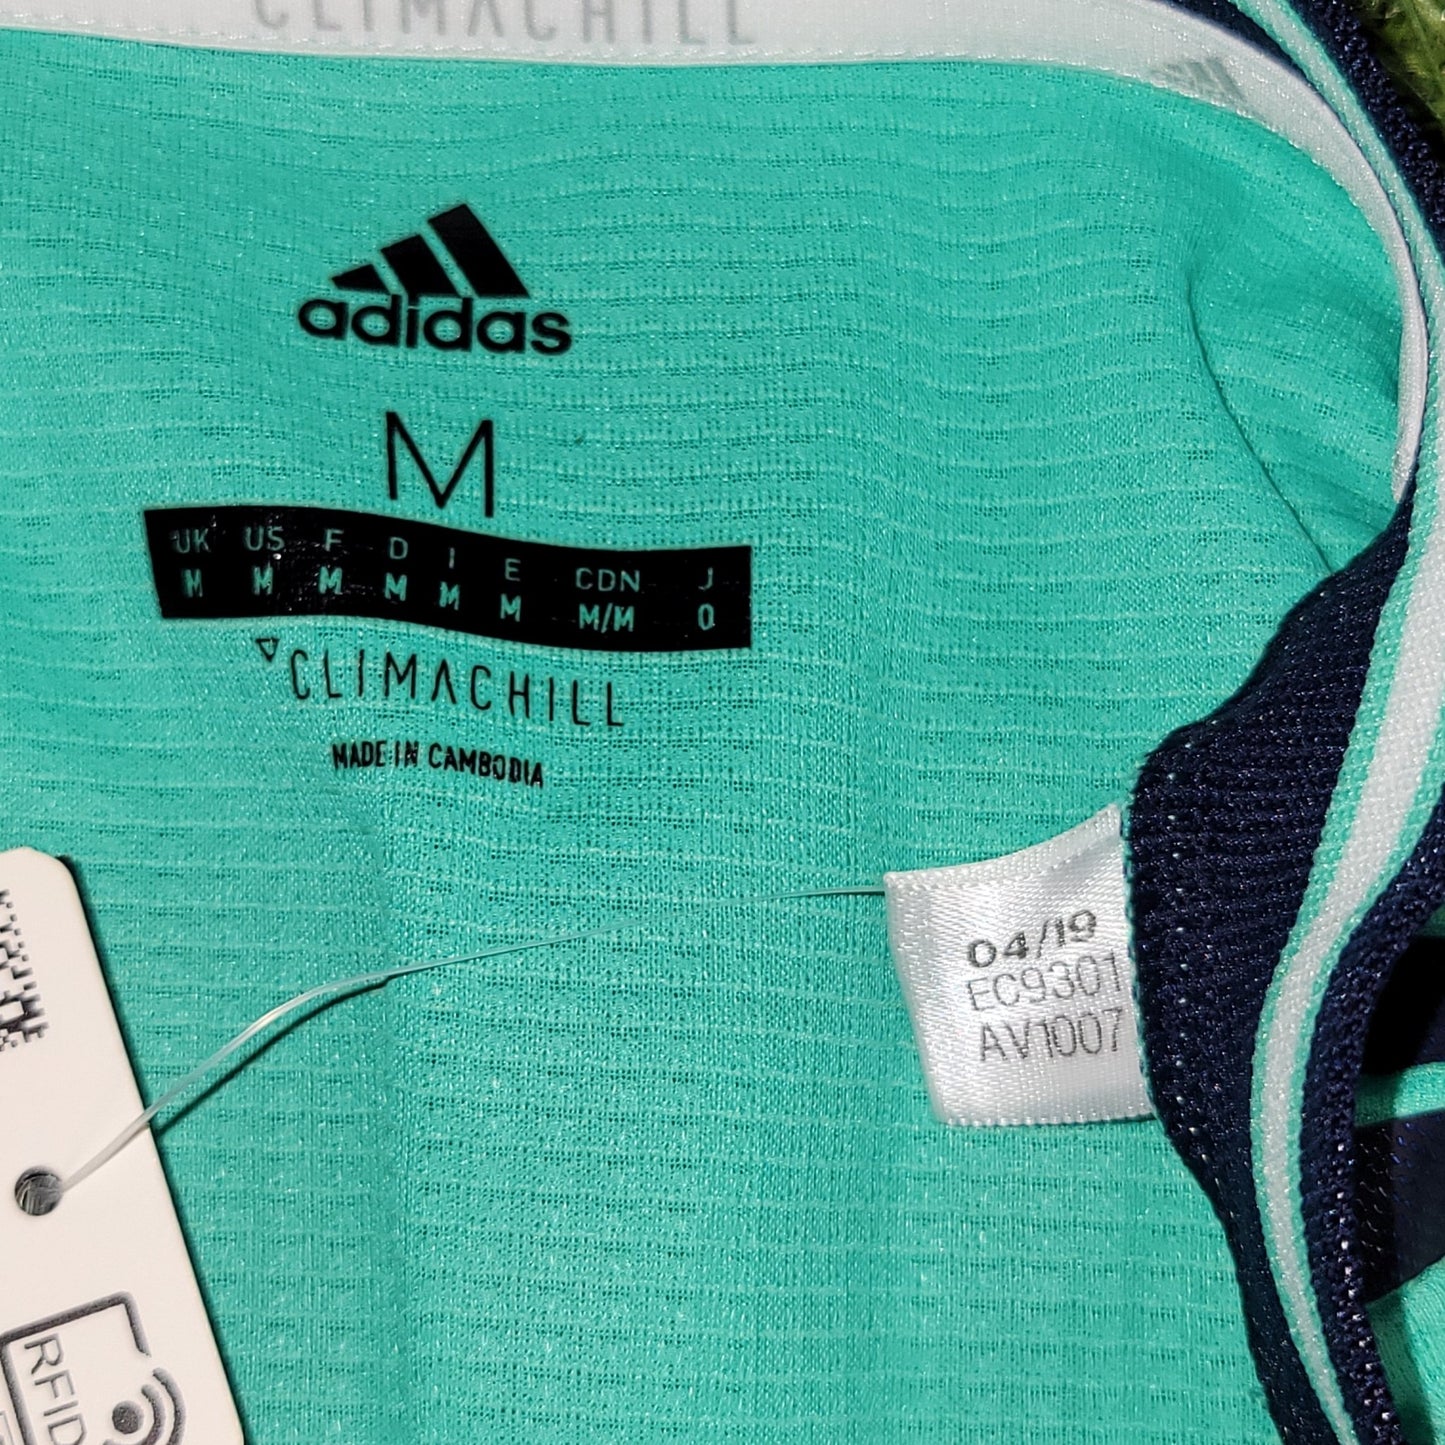 CLIMACHILL
adidas
M
UK US F D I E CDN J
M M M M M M M/M O
CLIMACHILL
MADE IN CAMBODIA
04/19
EC9301
AV1007
RFID